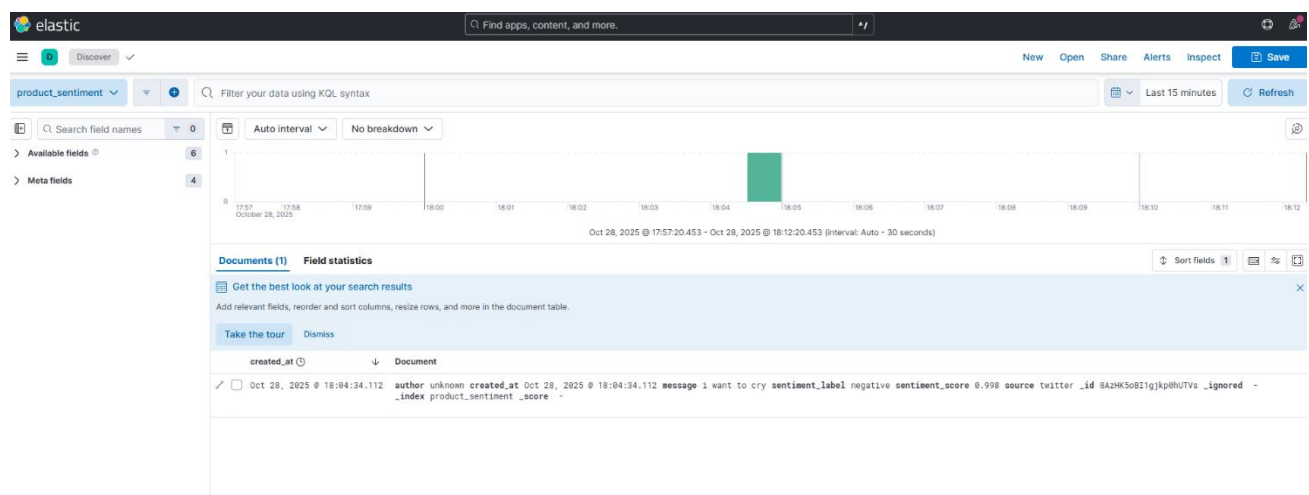 elastic
Find apps, content, and more.
^/
D
Discover
New Open Share Alerts Inspect Save
product_sentiment
Filter your data using KQL syntax
Last 15 minutes
Refresh
Search field names 0
Auto interval
No breakdown
Available fields 6
Meta fields 4
1
0
17:57 17:58 17:59 18:00 18:01 18:02 18:03 18:04 18:05 18:06 18:07 18:08 18:09 18:10 18:11 18:12
October 28, 2025
Oct 28, 2025 @ 17:57:20.453 - Oct 28, 2025 @ 18:12:20.453 (interval: Auto - 30 seconds)
Documents (1) Field statistics
Sort fields 1
Get the best look at your search results
Add relevant fields, reorder and sort columns, resize rows, and more in the document table.
Take the tour Dismiss
created_at Document
Oct 28, 2025 @ 18:04:34.112 author unknown created_at Oct 28, 2025 @ 18:04:34.112 message i want to cry sentiment_label negative sentiment_score 0.998 source twitter _id _ignored -
_index product_sentiment _score -